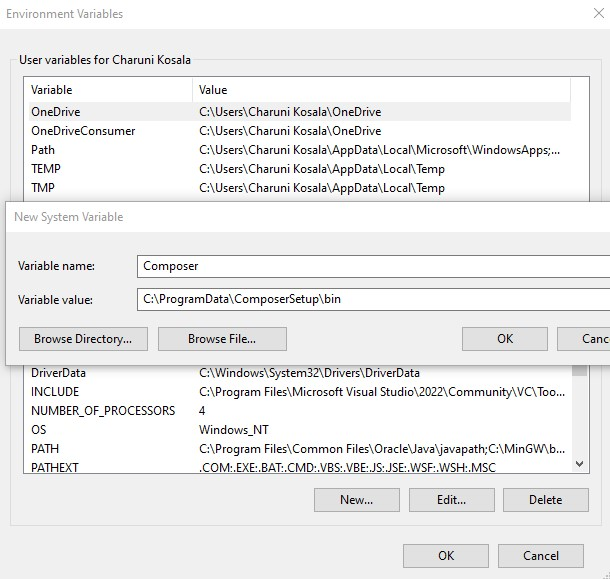 Environment Variables
User variables for Charuni Kosala
Variable Value
OneDrive C:\Users\Charuni Kosala\OneDrive
OneDriveConsumer C:\Users\Charuni Kosala\OneDrive
Path C:\Users\Charuni Kosala\AppData\Local\Microsoft\WindowsApps;...
TEMP C:\Users\Charuni Kosala\AppData\Local\Temp
TMP C:\Users\Charuni Kosala\AppData\Local\Temp
New System Variable
Variable name: Composer
Variable value: C:\ProgramData\ComposerSetup\bin
Browse Directory... Browse File... OK Canc
DriverData C:\Windows\System32\Drivers\DriverData
INCLUDE C:\Program Files\Microsoft Visual Studio\2022\Community\VC\Too...
NUMBER_OF_PROCESSORS 4
OS Windows_NT
PATH C:\Program Files\Common Files\Oracle\Java\javapath;C:\MinGW\b...
PATHEXT .COM;.EXE;.BAT;.CMD;.VBS;.VBE;.JS;.JSE;.WSF;.WSH;.MSC
New... Edit... Delete
OK Cancel